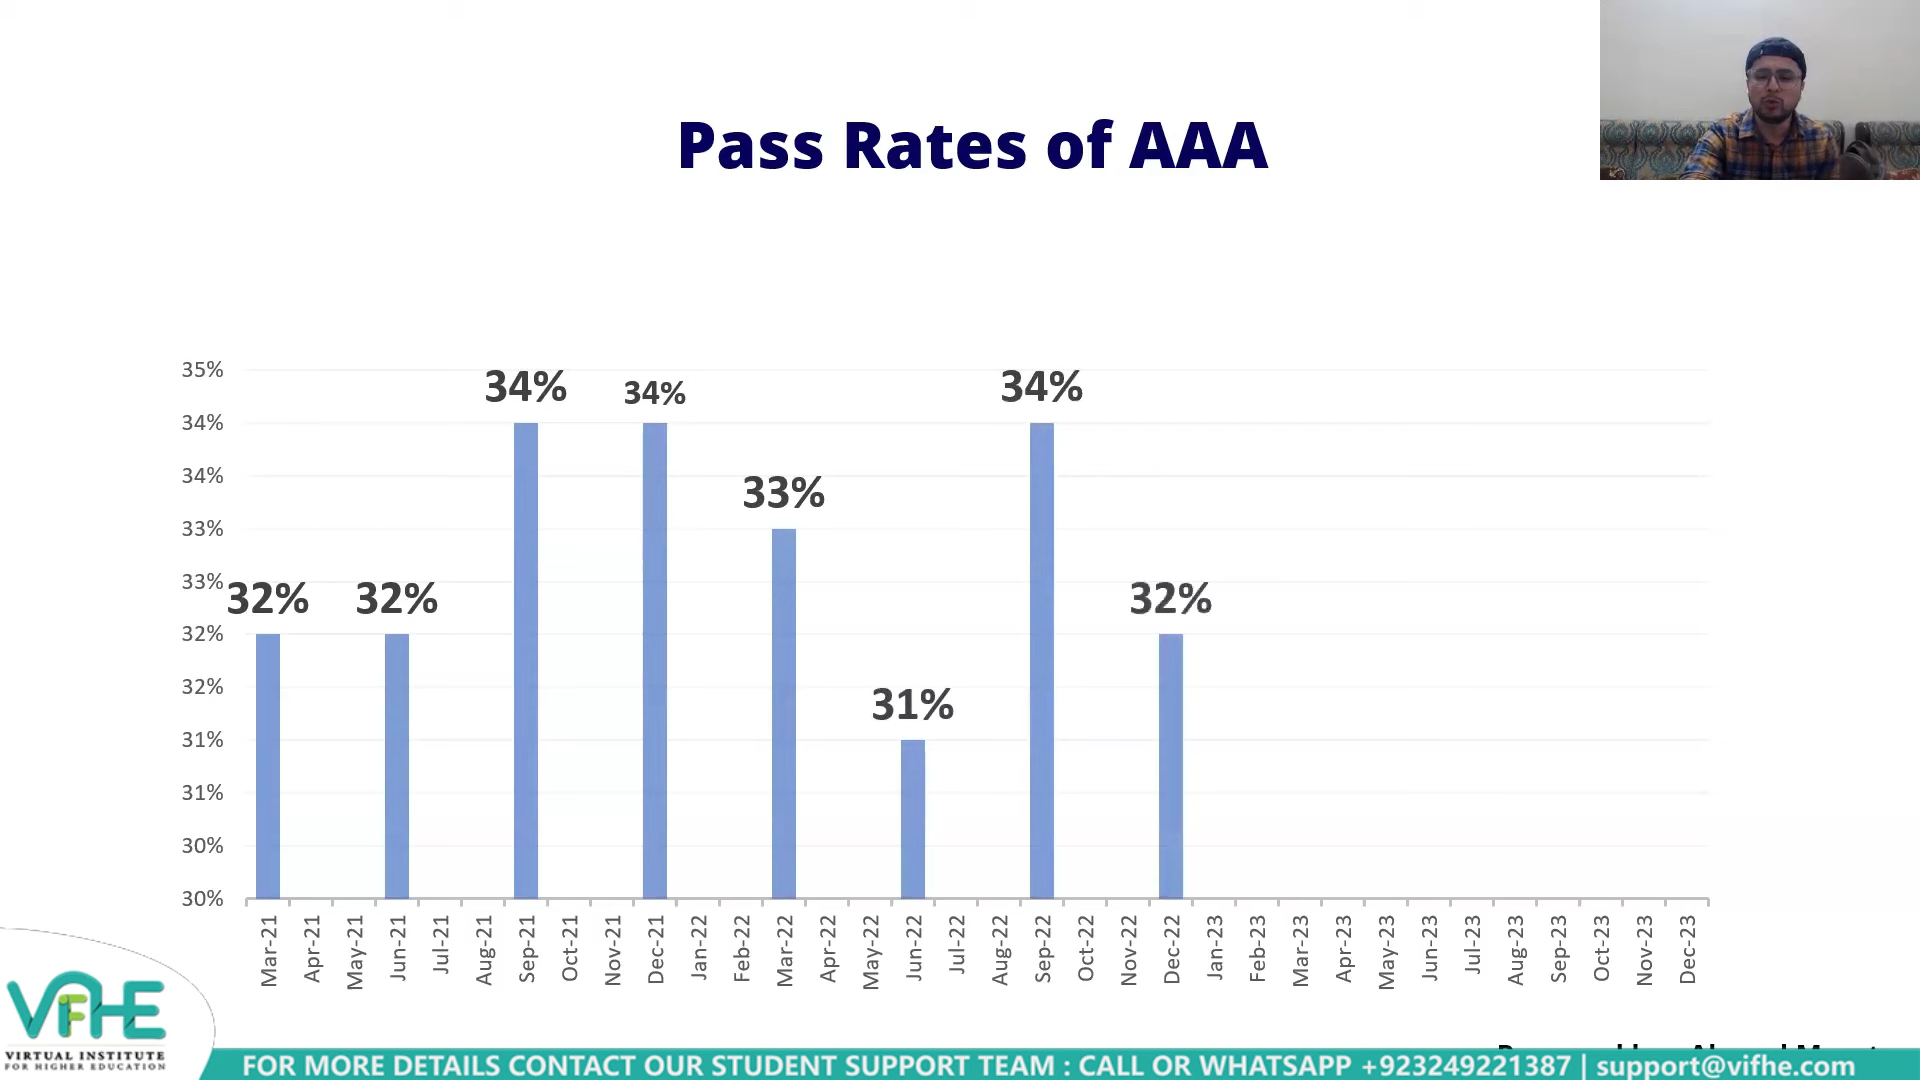 Pass Rates of AAA
35%
34%
34%
33%
33%
32%
32%
31%
31%
30%
30%
32%
32%
34%
34%
33%
31%
34%
32%
Mar-21
Apr-21
May-21
Jun-21
Jul-21
Aug-21
Sep-21
Oct-21
Nov-21
Dec-21
Jan-22
Feb-22
Mar-22
Apr-22
May-22
Jun-22
Jul-22
Aug-22
Sep-22
Oct-22
Nov-22
Dec-22
Jan-23
Feb-23
Mar-23
Apr-23
May-23
Jun-23
Jul-23
Aug-23
Sep-23
Oct-23
Nov-23
Dec-23
VIFHE
VIRTUAL INSTITUTE
FOR HIGHER EDUCATION
FOR MORE DETAILS CONTACT OUR STUDENT SUPPORT TEAM : CALL OR WHATSAPP +923249221387 | support@vifhe.com